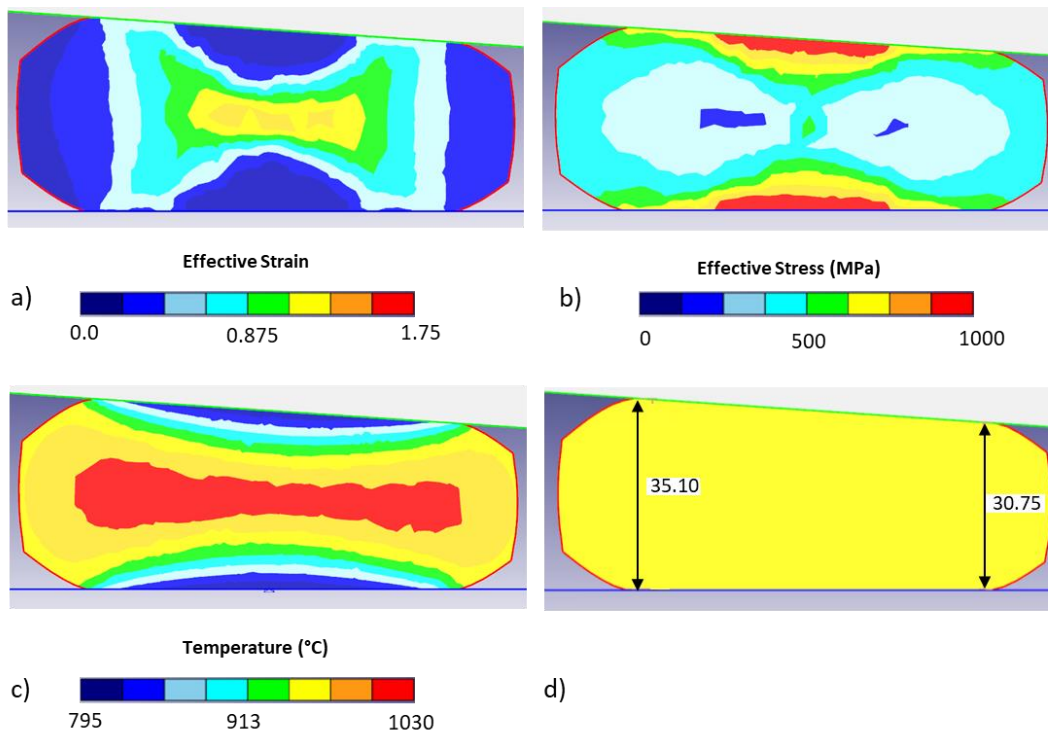 Effective Strain
a)
0.0 0.875 1.75
Effective Stress (MPa)
b)
0 500 1000
Temperature (°C)
c)
795 913 1030
35.10
30.75
d)